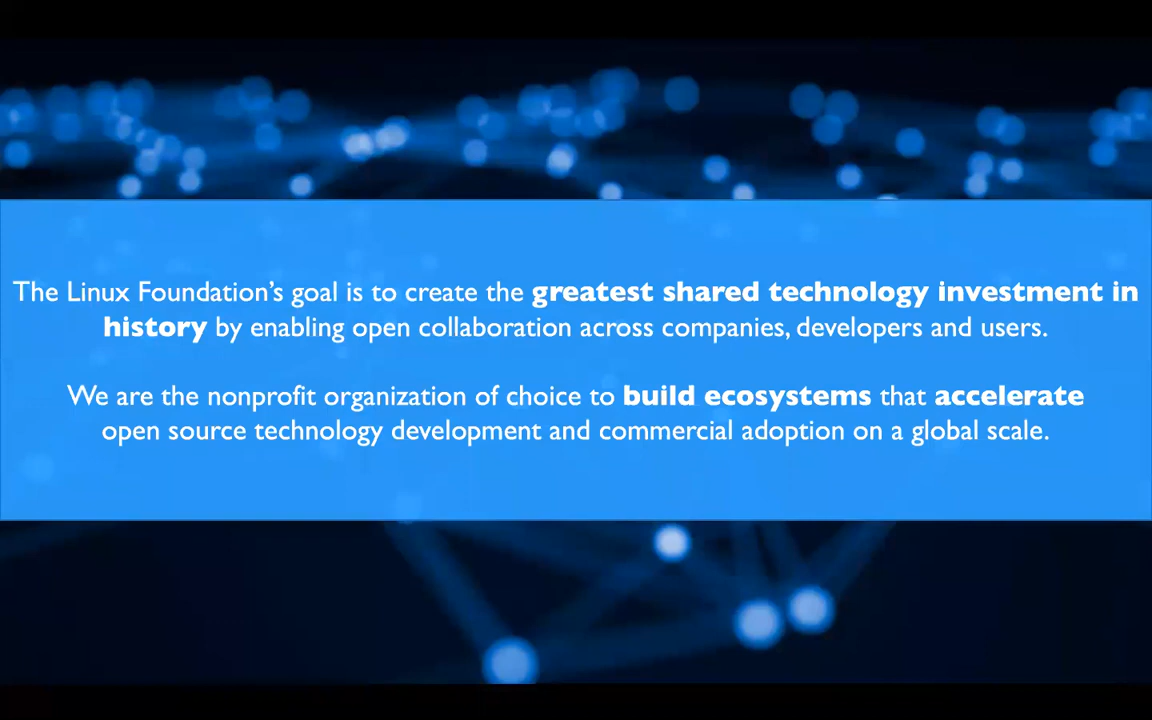 The Linux Foundation’s goal is to create the greatest shared technology investment in
history by enabling open collaboration across companies, developers and users.
We are the nonprofit organization of choice to build ecosystems that accelerate
open source technology development and commercial adoption on a global scale.